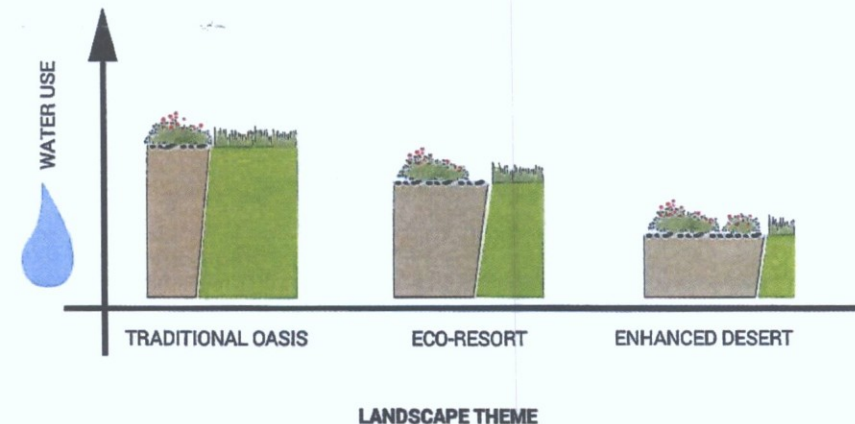 WATER USE
TRADITIONAL OASIS
ECO-RESORT
ENHANCED DESERT
LANDSCAPE THEME